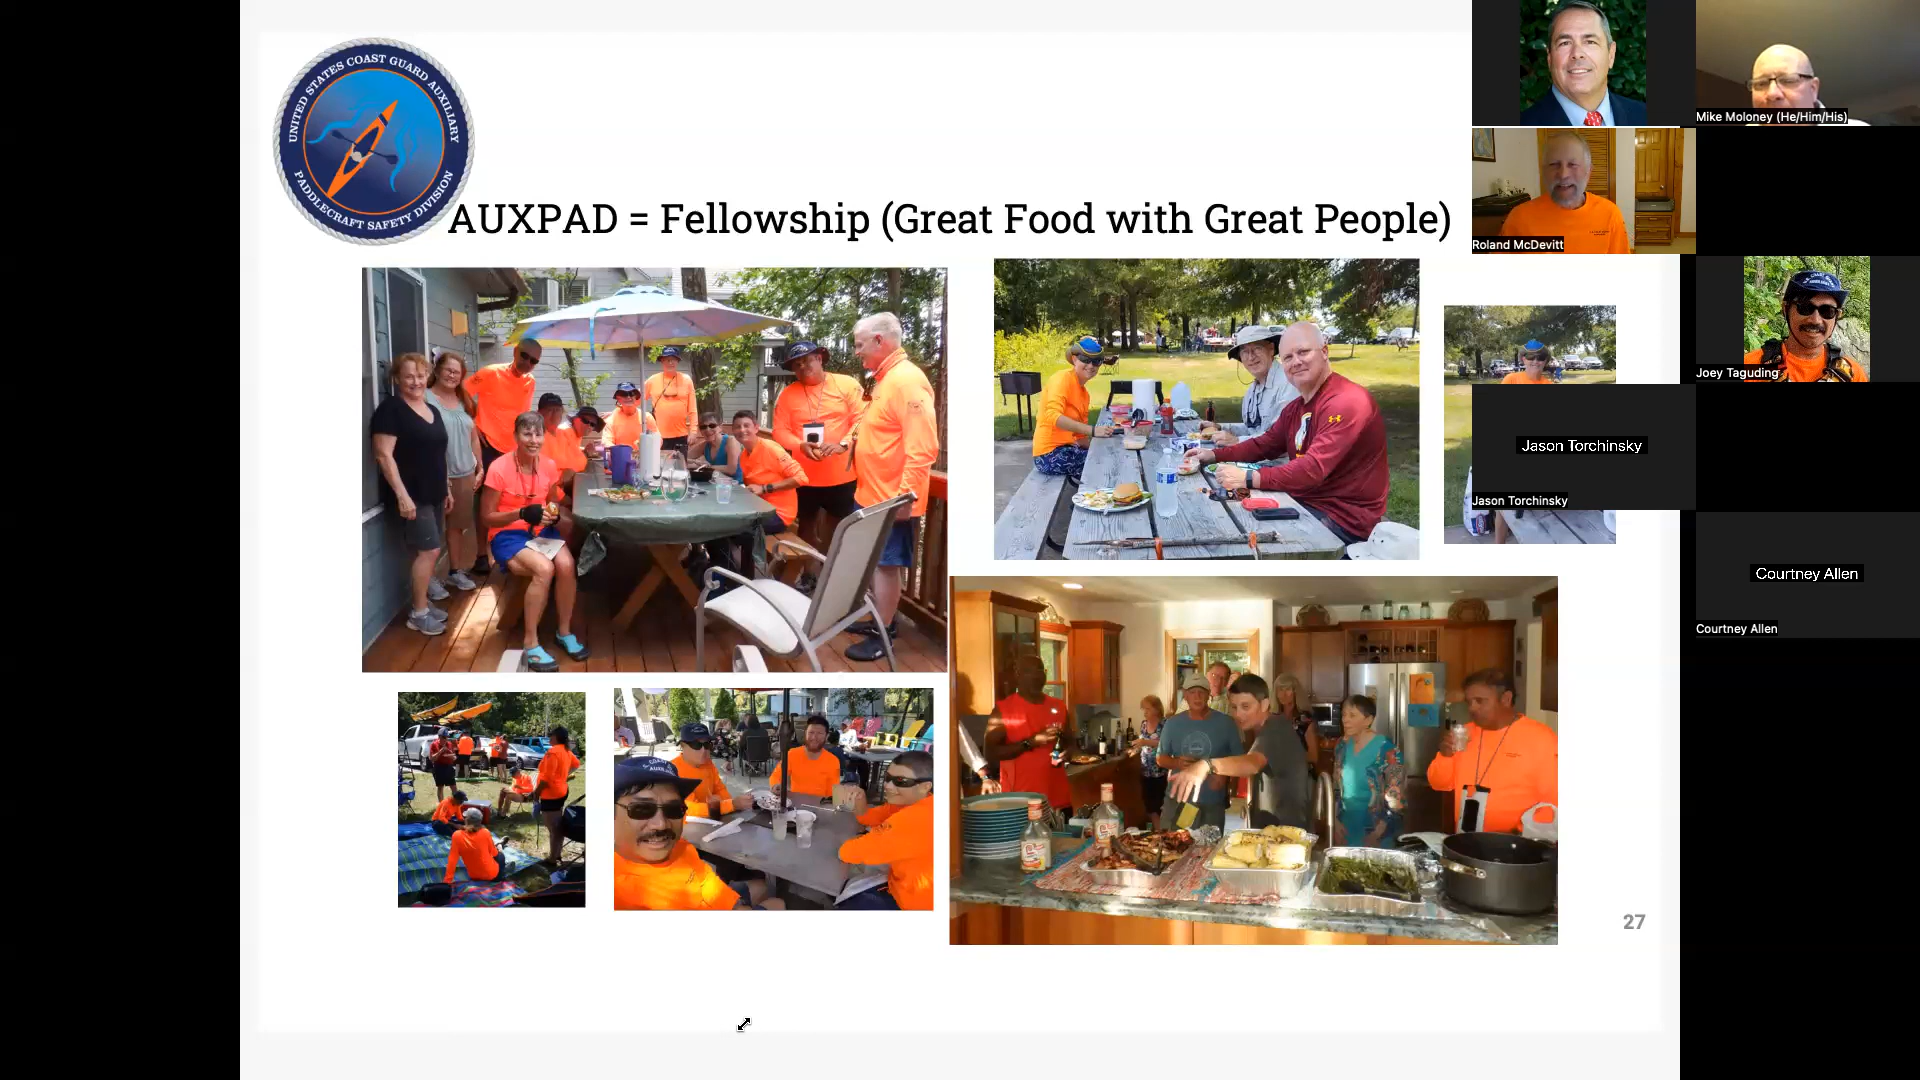 UNITED STATES COAST GUARD AUXILIARY
PADDLECRAFT SAFETY DIVISION
AUXPAD = Fellowship (Great Food with Great People)
27
Mike Moloney (He/Him/His)
Roland McDevitt
Joey Taguding
Jason Torchinsky
Jason Torchinsky
Courtney Allen
Courtney Allen